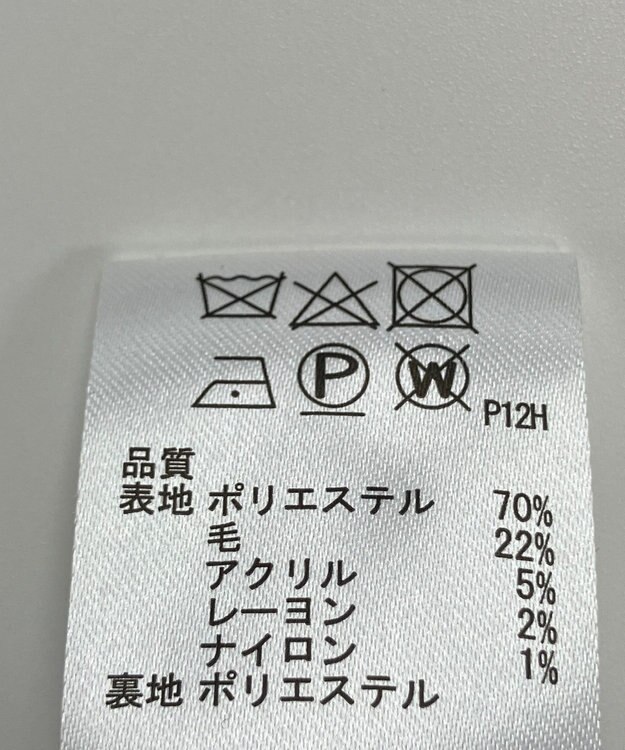 P W P12H
品質
表地 ポリエステル 70%
毛 22%
アクリル 5%
レーヨン 2%
ナイロン 1%
裏地 ポリエステル